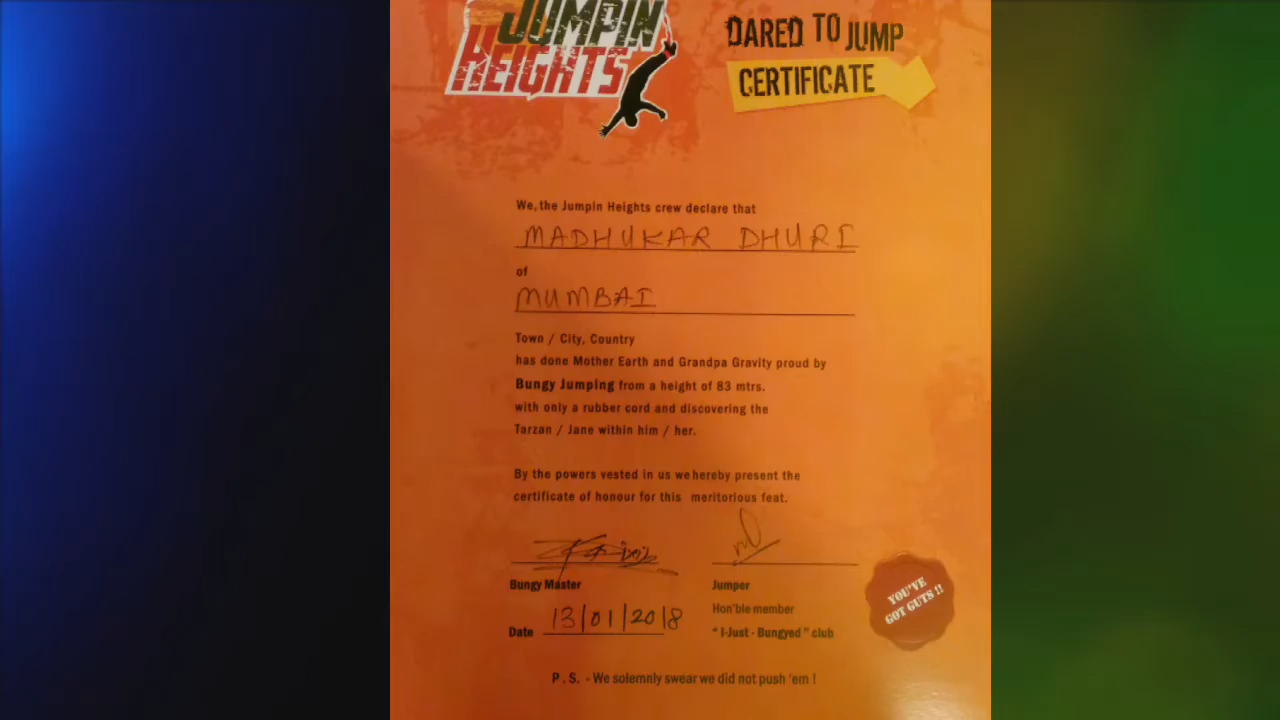 JUMPIN
HEIGHTS
DARED TO JUMP
CERTIFICATE
We, the Jumpin Heights crew declare that
MADHUKAR DHURI
of
MUMBAI
Town / City, Country
has done Mother Earth and Grandpa Gravity proud by
Bungy Jumping from a height of 83 mtrs.
with only a rubber cord and discovering the
Tarzan / Jane within him / her.
By the powers vested in us we hereby present the
certificate of honour for this meritorious feat.
Bungy Master
Jumper
Hon'ble member
"I-Just-Bungyed" club
Date 13/01/2018
YOU'VE
GOT GUTS!!
P.S. - We solemnly swear we did not push 'em!